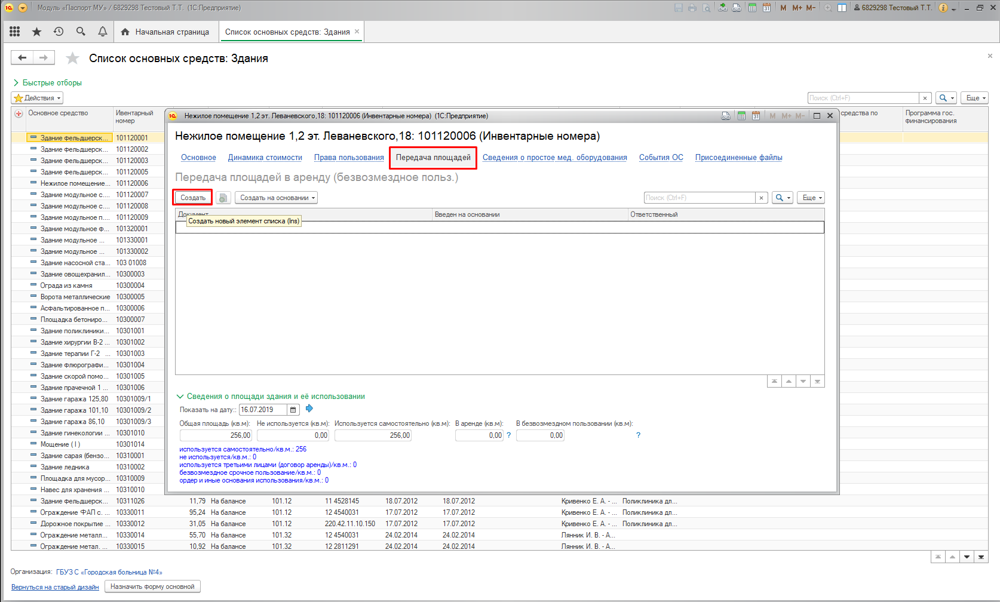 Модуль «Паспорт МУ» / 6829298 Тестовый Т.Т. (1С:Предприятие)
M M+ M- 6829298 Тестовый Т.Т.
Начальная страница
Список основных средств: Здания
Список основных средств: Здания
Быстрые отборы
Действия
Поиск (Ctrl+F)
Еще
Основное средство
Ивентарный номер
средства по
Программа гос. финансирования
Здание фельдшерск... 101120001
Здание фельдшерск... 101120002
Здание фельдшерск... 101120003
Здание фельдшерск... 101120005
Нежилое помещение... 101120006
Здание модульное с... 101120007
Здание модульное с... 101120008
Здание модульное п... 101120009
Здание модульное ф... 101320001
Здание модульное ... 101330001
Здание модульное ... 101330002
Здание насосной ста... 103 01008
Здание овощехранил... 10300003
Ограда из камня 10300004
Ворота металлические 10300005
Асфальтированное п... 10300006
Площадка бетониро... 10300007
Здание поликлиники... 10301001
Здание хирургии В-2 ... 10301002
Здание терапии Г-2 ... 10301003
Здание флюрографи... 10301004
Здание скорой помо... 10301005
Здание прачечной 1 ... 10301006
Здание гаража 125,80 10301009/1
Здание гаража 101,10 10301009/2
Здание гаража 86,10 10301009/3
Здание гинекологии ... 10301010
Мощение ( I ) 10301014
Здание сарая (бензо... 10310001
Здание ледника 10310002
Площадка для мусор... 10310009
Навес для хранения ... 10310010
Здание фельдшерск... 10311026 11,79 На балансе 101.12 11 4528145 18.07.2012 18.07.2012 Кривенко Е. А. - ... Поликлиника дл...
Ограждение ФАП с. ... 10330011 95,24 На балансе 101.12 12 4540031 17.07.2012 17.07.2012 Кривенко Е. А. - ... Поликлиника дл...
Дорожное покрытие ... 10330012 31,05 На балансе 101.12 220.42.11.10.150 17.07.2012 17.07.2012 Кривенко Е. А. - ... Поликлиника дл...
Ограждение металл... 10330014 55,70 На балансе 101.32 12 4540031 24.02.2014 24.02.2014 Лянник И. В. - А...
Ограждение метал. ... 10330015 10,92 На балансе 101.32 12 2811291 24.02.2014 24.02.2014 Лянник И. В. - А...
Нежилое помещение 1,2 эт. Леваневского,18: 101120006 (Инвентарные номера) (1С:Предприятие)
M M+ M-
Нежилое помещение 1,2 эт. Леваневского,18: 101120006 (Инвентарные номера)
Основное Динамика стоимости Права пользования Передача площадей Сведения о простое мед. оборудования События ОС Присоединенные файлы
Передача площадей в аренду (безвозмездное польз.)
Создать Создать на основании Поиск (Ctrl+F) Еще
Документ Введен на основании Ответственный
Создать новый элемент списка (Ins)
Сведения о площади здания и её использовании
Показать на дату:: 16.07.2019
Общая площадь (кв.м): Не используется (кв.м): Используется самостоятельно (кв.м): В аренде (кв.м): В безвозмездном пользовании (кв.м):
256,00 0,00 256,00 0,00 ? 0,00 ?
используется самостоятельно/кв.м.: 256
не используется/кв.м.: 0
используется третьими лицами (договор аренды)/кв.м.: 0
безвозмездное срочное пользование/кв.м.: 0
ордер и иные основания использования/кв.м.: 0
Организация: ГБУЗ С «Городская больница №4»
Вернуться на старый дизайн Назначить форму основной